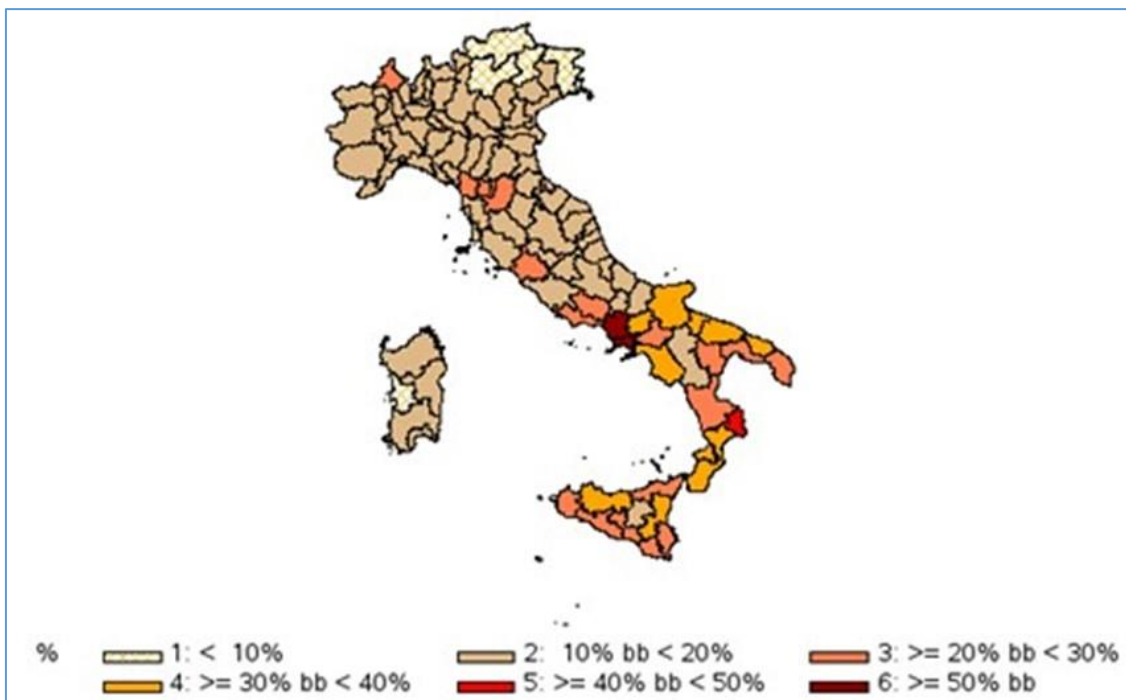 % 1: < 10% 2: 10% bb < 20% 3: >= 20% bb < 30%
4: >= 30% bb < 40% 5: >= 40% bb < 50% 6: >= 50% bb